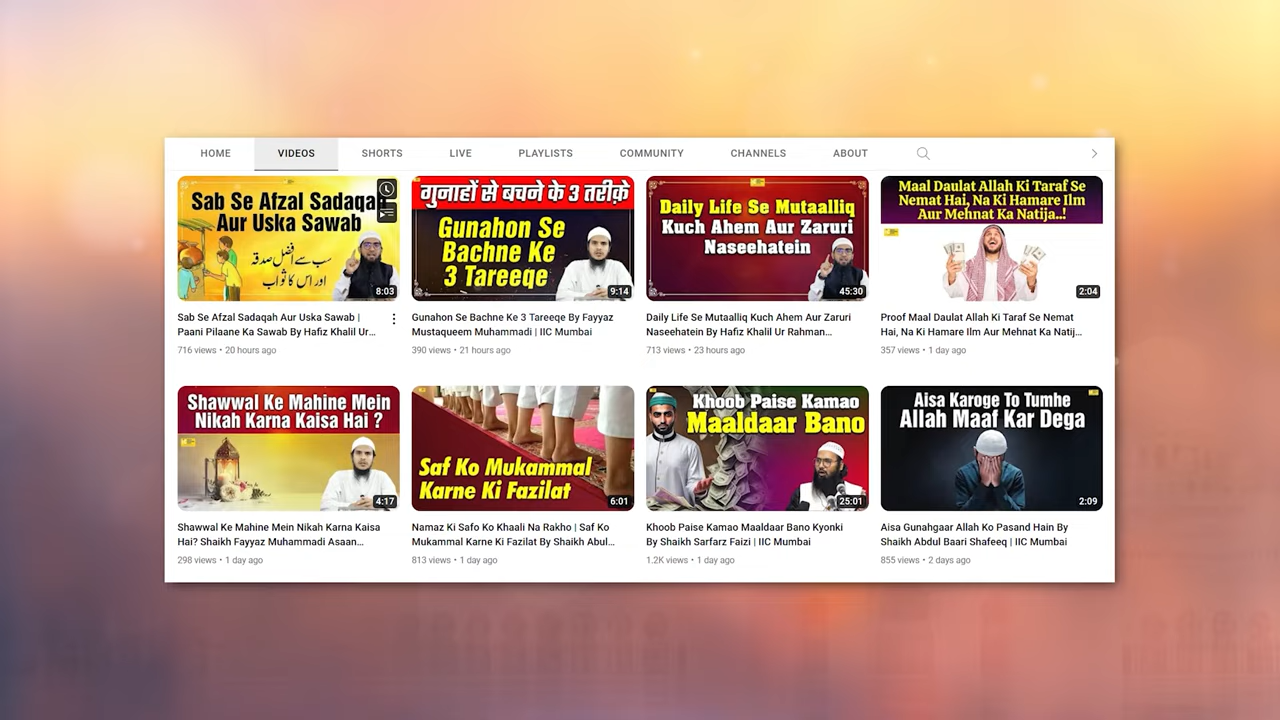 HOME
VIDEOS
SHORTS
LIVE
PLAYLISTS
COMMUNITY
CHANNELS
ABOUT
Sab Se Afzal Sadaqah
Aur Uska Sawab
سب سے افضل صدقہ
اور اس کا ثواب
8:03
Sab Se Afzal Sadaqah Aur Uska Sawab |
Paani Pilaane Ka Sawab By Hafiz Khalil Ur...
716 views • 20 hours ago
गुनाहों से बचने के 3 तरीक़े
Gunahon Se
Bachne Ke
3 Tareeqe
9:14
Gunahon Se Bachne Ke 3 Tareeqe By Fayyaz
Mustaqueem Muhammadi | IIC Mumbai
390 views • 21 hours ago
Daily Life Se Mutaalliq
Kuch Ahem Aur Zaruri
Naseehatein
45:30
Daily Life Se Mutaalliq Kuch Ahem Aur Zaruri
Naseehatein By Hafiz Khalil Ur Rahman...
713 views • 23 hours ago
Maal Daulat Allah Ki Taraf Se
Nemat Hai, Na Ki Hamare Ilm
Aur Mehnat Ka Natija..!
2:04
Proof Maal Daulat Allah Ki Taraf Se Nemat
Hai, Na Ki Hamare Ilm Aur Mehnat Ka Natij...
357 views • 1 day ago
Shawwal Ke Mahine Mein
Nikah Karna Kaisa Hai ?
4:17
Shawwal Ke Mahine Mein Nikah Karna Kaisa
Hai? Shaikh Fayyaz Muhammadi Asaan...
298 views • 1 day ago
Saf Ko Mukammal
Karne Ki Fazilat
6:01
Namaz Ki Safo Ko Khaali Na Rakho | Saf Ko
Mukammal Karne Ki Fazilat By Shaikh Abul...
813 views • 1 day ago
Khoob Paise Kamao
Maaldaar Bano
25:01
Khoob Paise Kamao Maaldaar Bano Kyonki
By Shaikh Sarfarz Faizi | IIC Mumbai
1.2K views • 1 day ago
Aisa Karoge To Tumhe
Allah Maaf Kar Dega
2:09
Aisa Gunahgaar Allah Ko Pasand Hain By
Shaikh Abdul Baari Shafeeq | IIC Mumbai
855 views • 2 days ago